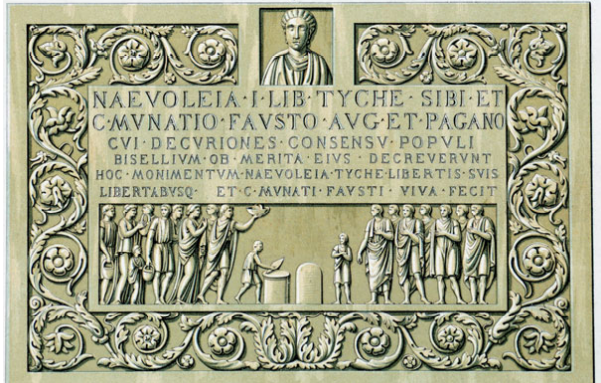 NAEVOLEIA · I · LIB · TYCHE · SIBI · ET
C · MVNATIO · FAVSTO · AVG · ET · PAGANO
CVI · DECVRIONES · CONSENSV · POPVLI
BISELLIVM · OB · MERITA · EIVS · DECREVERVNT
HOC · MONIMENTVM · NAEVOLEIA · TYCHE · LIBERTIS · SVIS
LIBERTABVSQ · ET · C · MVNATI · FAVSTI · VIVA · FECIT